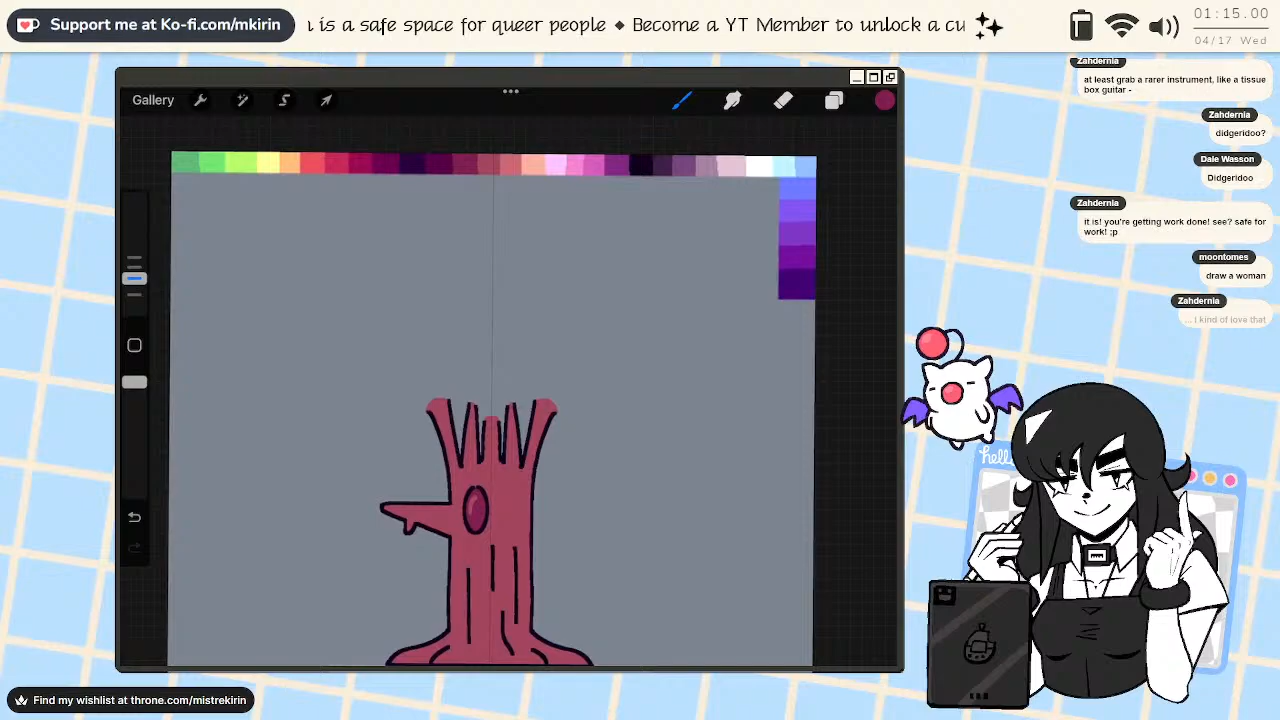 Support me at Ko-fi.com/mkirin
is a safe space for queer people ⬥ Become a YT Member to unlock a cu
01:15.00
04/17 Wed
Gallery
Zahdernia
at least grab a rarer instrument, like a tissue
box guitar -
Zahdernia
didgeridoo?
Dale Wasson
Didgeridoo
Zahdernia
it is! you're getting work done! see? safe for
work! ;p
moontomes
draw a woman
Zahdernia
... I kind of love that
hello
Find my wishlist at throne.com/mistrekirin